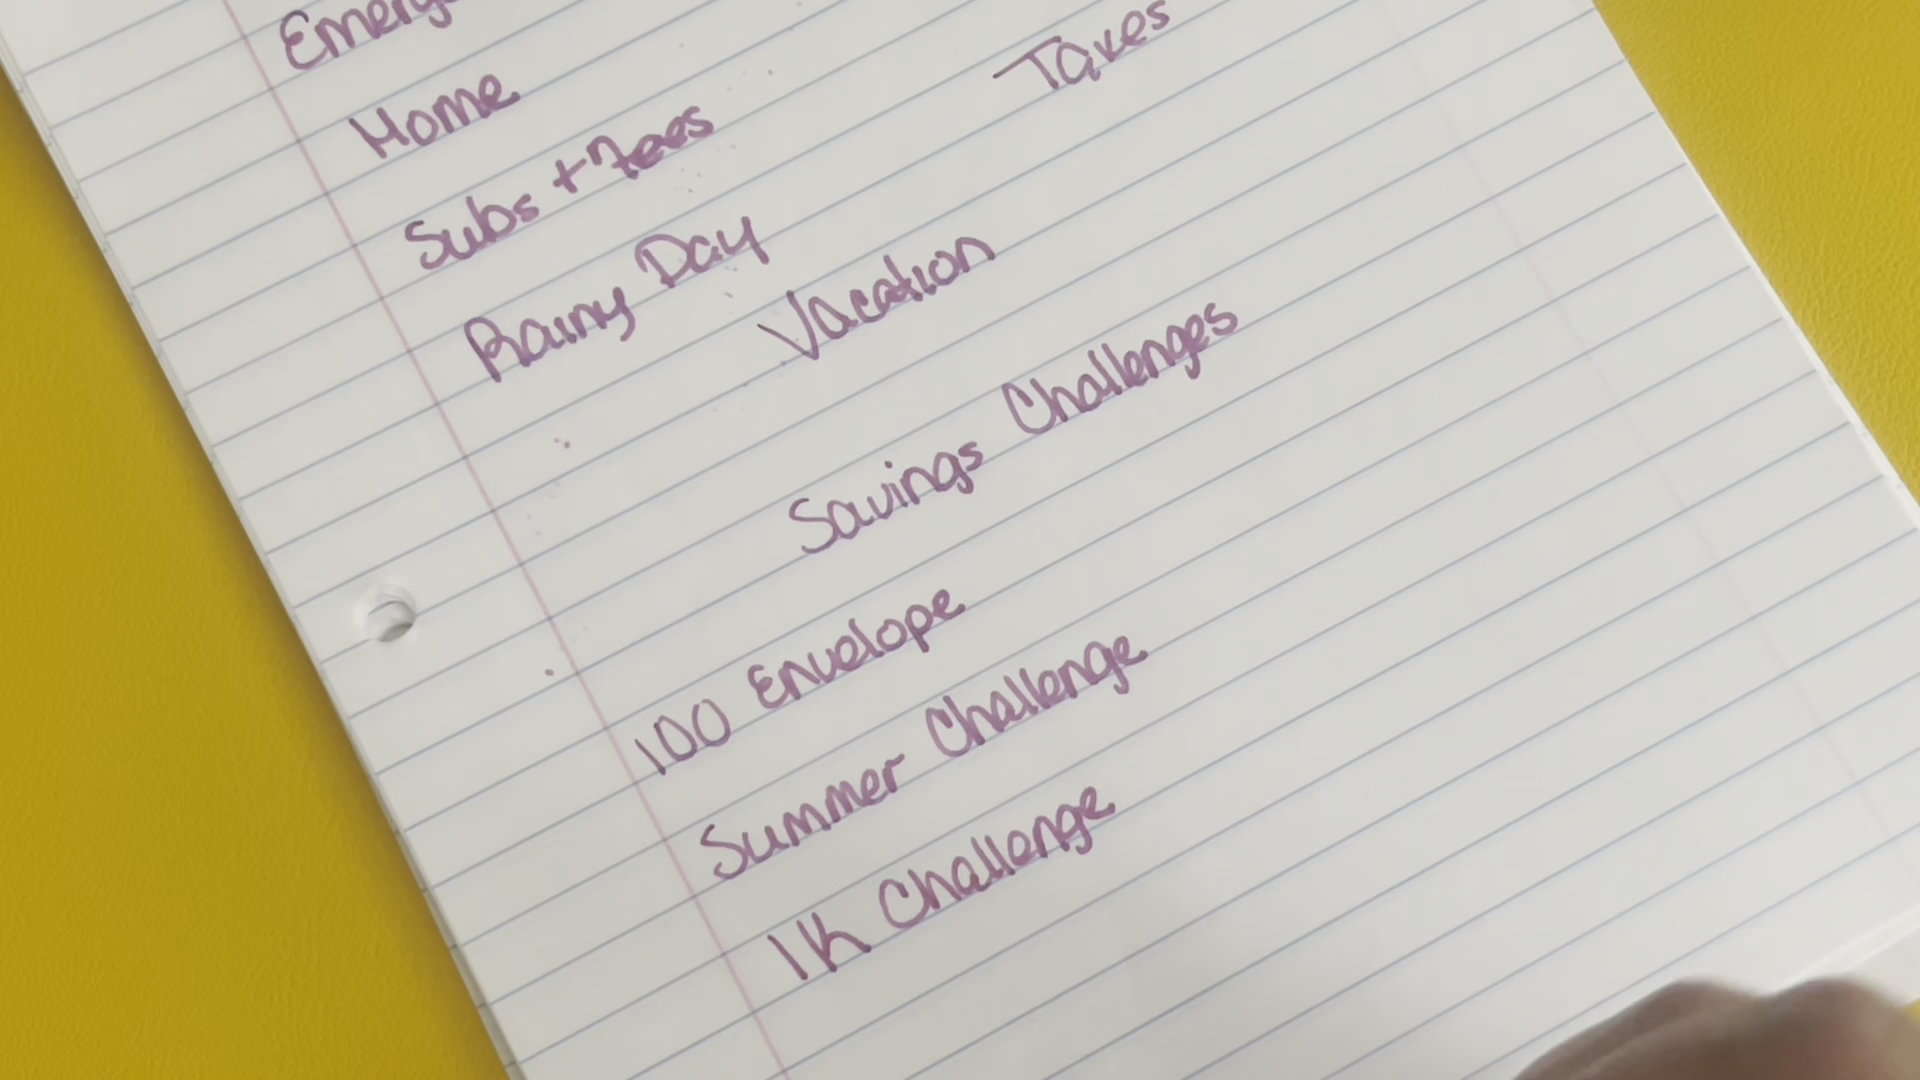 Home
Taxes
Subs + Fees
Rainy Day
Vacation
Savings Challenges
100 Envelope
Summer Challenge
1K Challenge